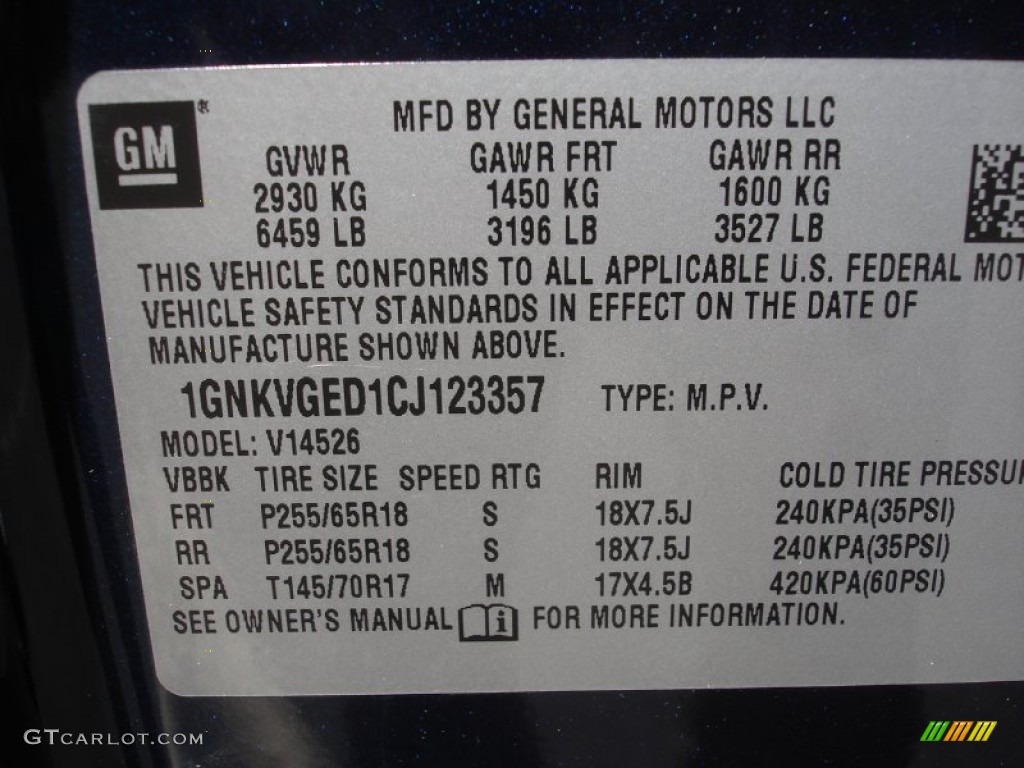 MFD BY GENERAL MOTORS LLC
GM
GVWR GAWR FRT GAWR RR
2930 KG 1450 KG 1600 KG
6459 LB 3196 LB 3527 LB
THIS VEHICLE CONFORMS TO ALL APPLICABLE U.S. FEDERAL MOT
VEHICLE SAFETY STANDARDS IN EFFECT ON THE DATE OF
MANUFACTURE SHOWN ABOVE.
1GNKVGED1CJ123357 TYPE: M.P.V.
MODEL: V14526
VBBK TIRE SIZE SPEED RTG RIM COLD TIRE PRESSU
FRT P255/65R18 S 18X7.5J 240KPA(35PSI)
RR P255/65R18 S 18X7.5J 240KPA(35PSI)
SPA T145/70R17 M 17X4.5B 420KPA(60PSI)
SEE OWNER'S MANUAL i FOR MORE INFORMATION.
GTCARLOT.COM